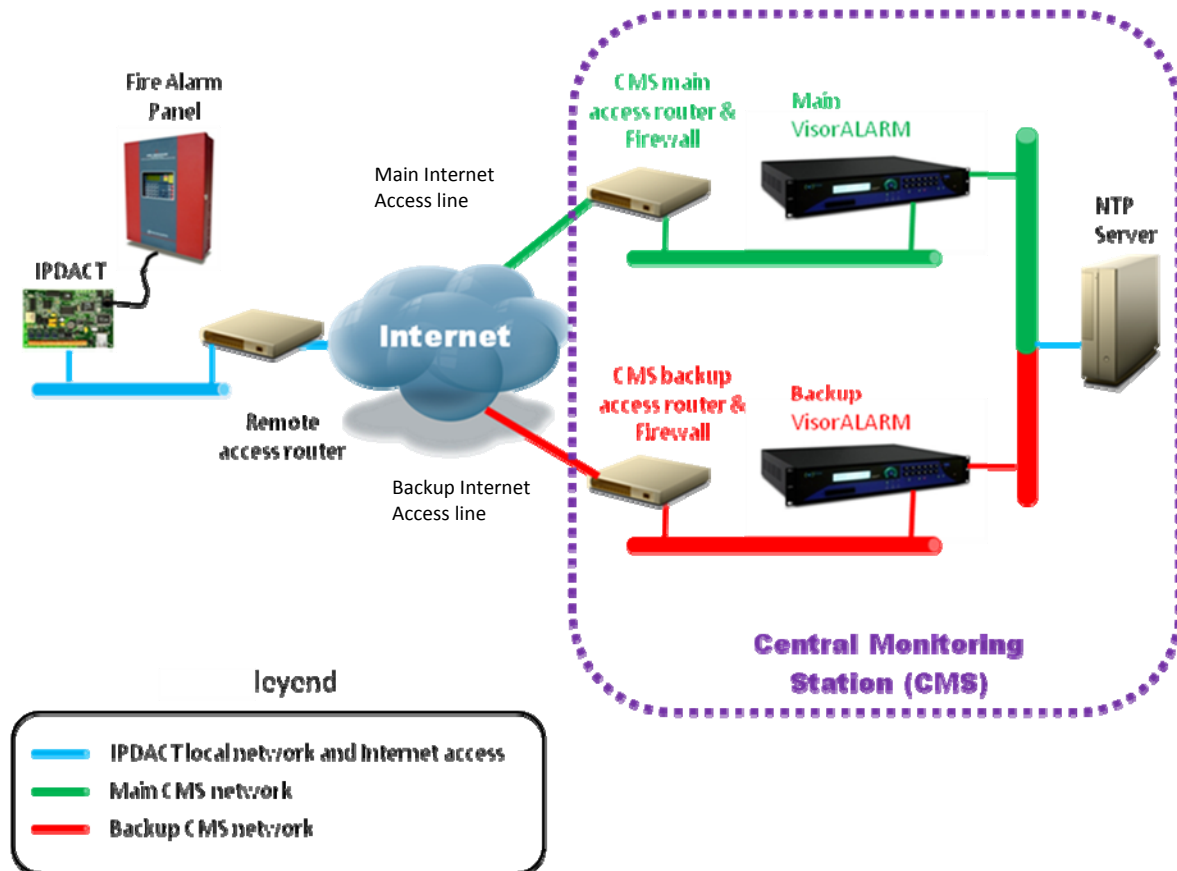 Fire Alarm
Panel
IPDACT
Remote
access router
Main Internet
Access line
Internet
Backup Internet
Access line
CMS main
access router &
Firewall
Main
VisorALARM
CMS backup
access router &
Firewall
Backup
VisorALARM
NTP
Server
Central Monitoring
Station (CMS)
leyend
IPDACT local network and Internet access
Main CMS network
Backup CMS network